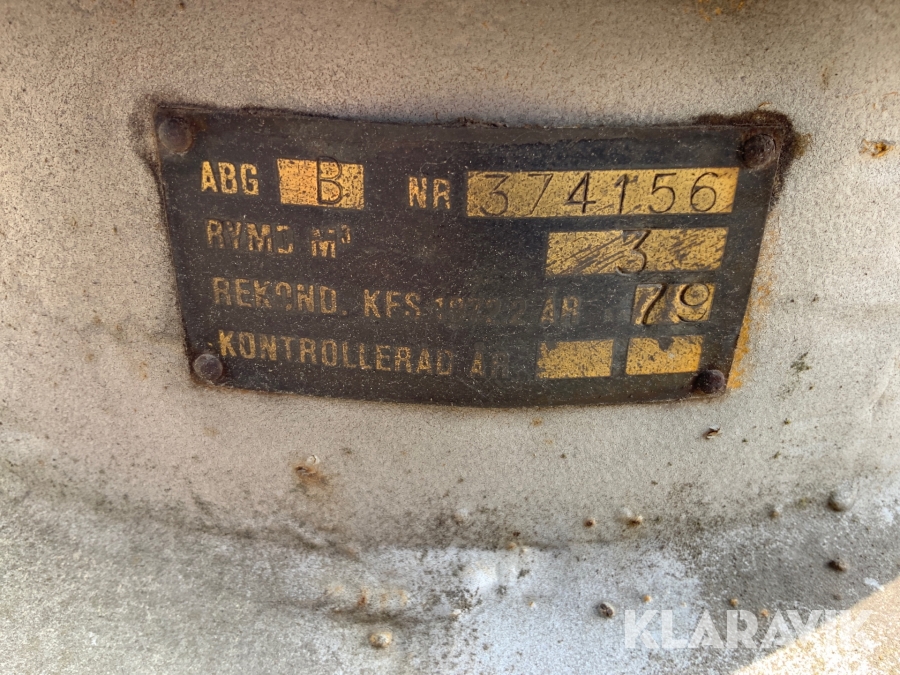 ABG B NR 374156
RYMD M³ 3
REKOND. KFS ÅR 79
KONTROLLERAD ÅR
KLARAVIK